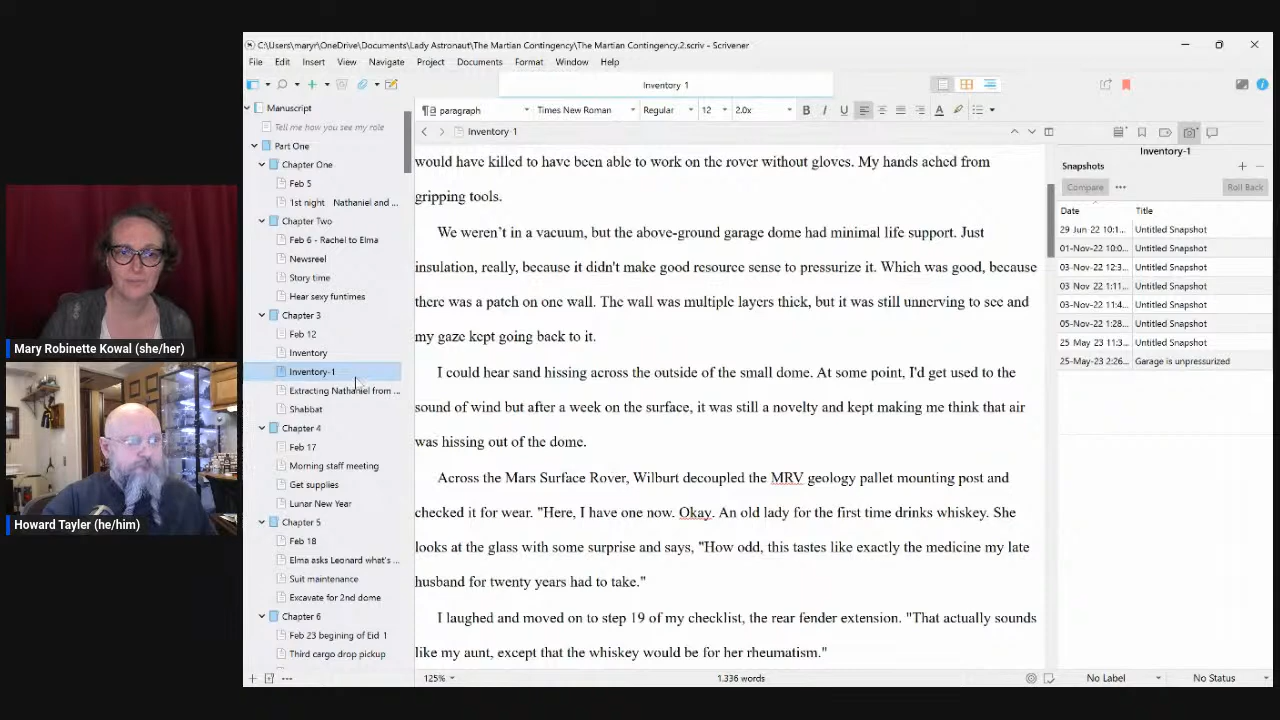 C:\Users\maryr\OneDrive\Documents\Lady Astronaut\The Martian Contingency\The Martian Contingency.2.scriv - Scrivener
File Edit Insert View Navigate Project Documents Format Window Help
Inventory 1
Manuscript
Tell me how you see my role
Part One
Chapter One
Feb 5
1st night Nathaniel and ...
Chapter Two
Feb 6 - Rachel to Elma
Newsreel
Story time
Hear sexy funtimes
Chapter 3
Feb 12
Inventory
Inventory-1
Extracting Nathaniel from ...
Shabbat
Chapter 4
Feb 17
Morning staff meeting
Get supplies
Lunar New Year
Chapter 5
Feb 18
Elma asks Leonard what's ...
Suit maintenance
Excavate for 2nd dome
Chapter 6
Feb 23 begining of Eid 1
Third cargo drop pickup
paragraph Times New Roman Regular 12 2.0x B I U A
Inventory 1
would have killed to have been able to work on the rover without gloves. My hands ached from
gripping tools.
We weren't in a vacuum, but the above-ground garage dome had minimal life support. Just
insulation, really, because it didn't make good resource sense to pressurize it. Which was good, because
there was a patch on one wall. The wall was multiple layers thick, but it was still unnerving to see and
my gaze kept going back to it.
I could hear sand hissing across the outside of the small dome. At some point, I'd get used to the
sound of wind but after a week on the surface, it was still a novelty and kept making me think that air
was hissing out of the dome.
Across the Mars Surface Rover, Wilburt decoupled the MRV geology pallet mounting post and
checked it for wear. "Here, I have one now. Okay. An old lady for the first time drinks whiskey. She
looks at the glass with some surprise and says, "How odd, this tastes like exactly the medicine my late
husband for twenty years had to take."
I laughed and moved on to step 19 of my checklist, the rear fender extension. "That actually sounds
like my aunt, except that the whiskey would be for her rheumatism."
125% 1,336 words No Label No Status
Inventory-1
Snapshots
Compare ... Roll Back
Date Title
29 Jun 22 10:1... Untitled Snapshot
01-Nov-22 10:0... Untitled Snapshot
03-Nov-22 12:3... Untitled Snapshot
03 Nov 22 1:11... Untitled Snapshot
03-Nov-22 11:4... Untitled Snapshot
05-Nov-22 1:28... Untitled Snapshot
25 May 23 11:3... Untitled Snapshot
25-May-23 2:26... Garage is unpressurized
Mary Robinette Kowal (she/her)
Howard Tayler (he/him)